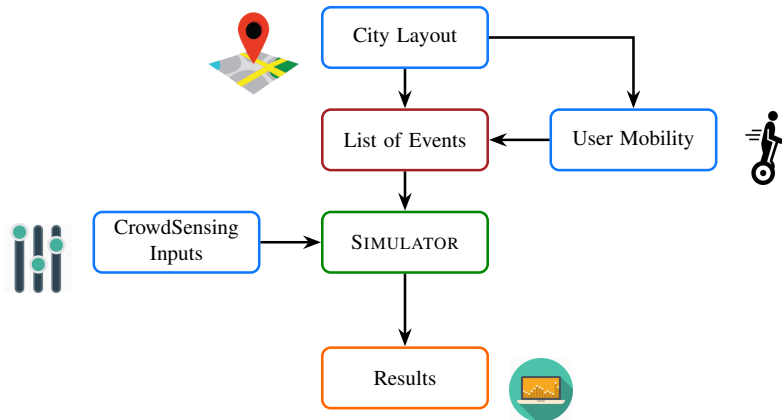 City Layout
List of Events
User Mobility
CrowdSensing
Inputs
SIMULATOR
Results